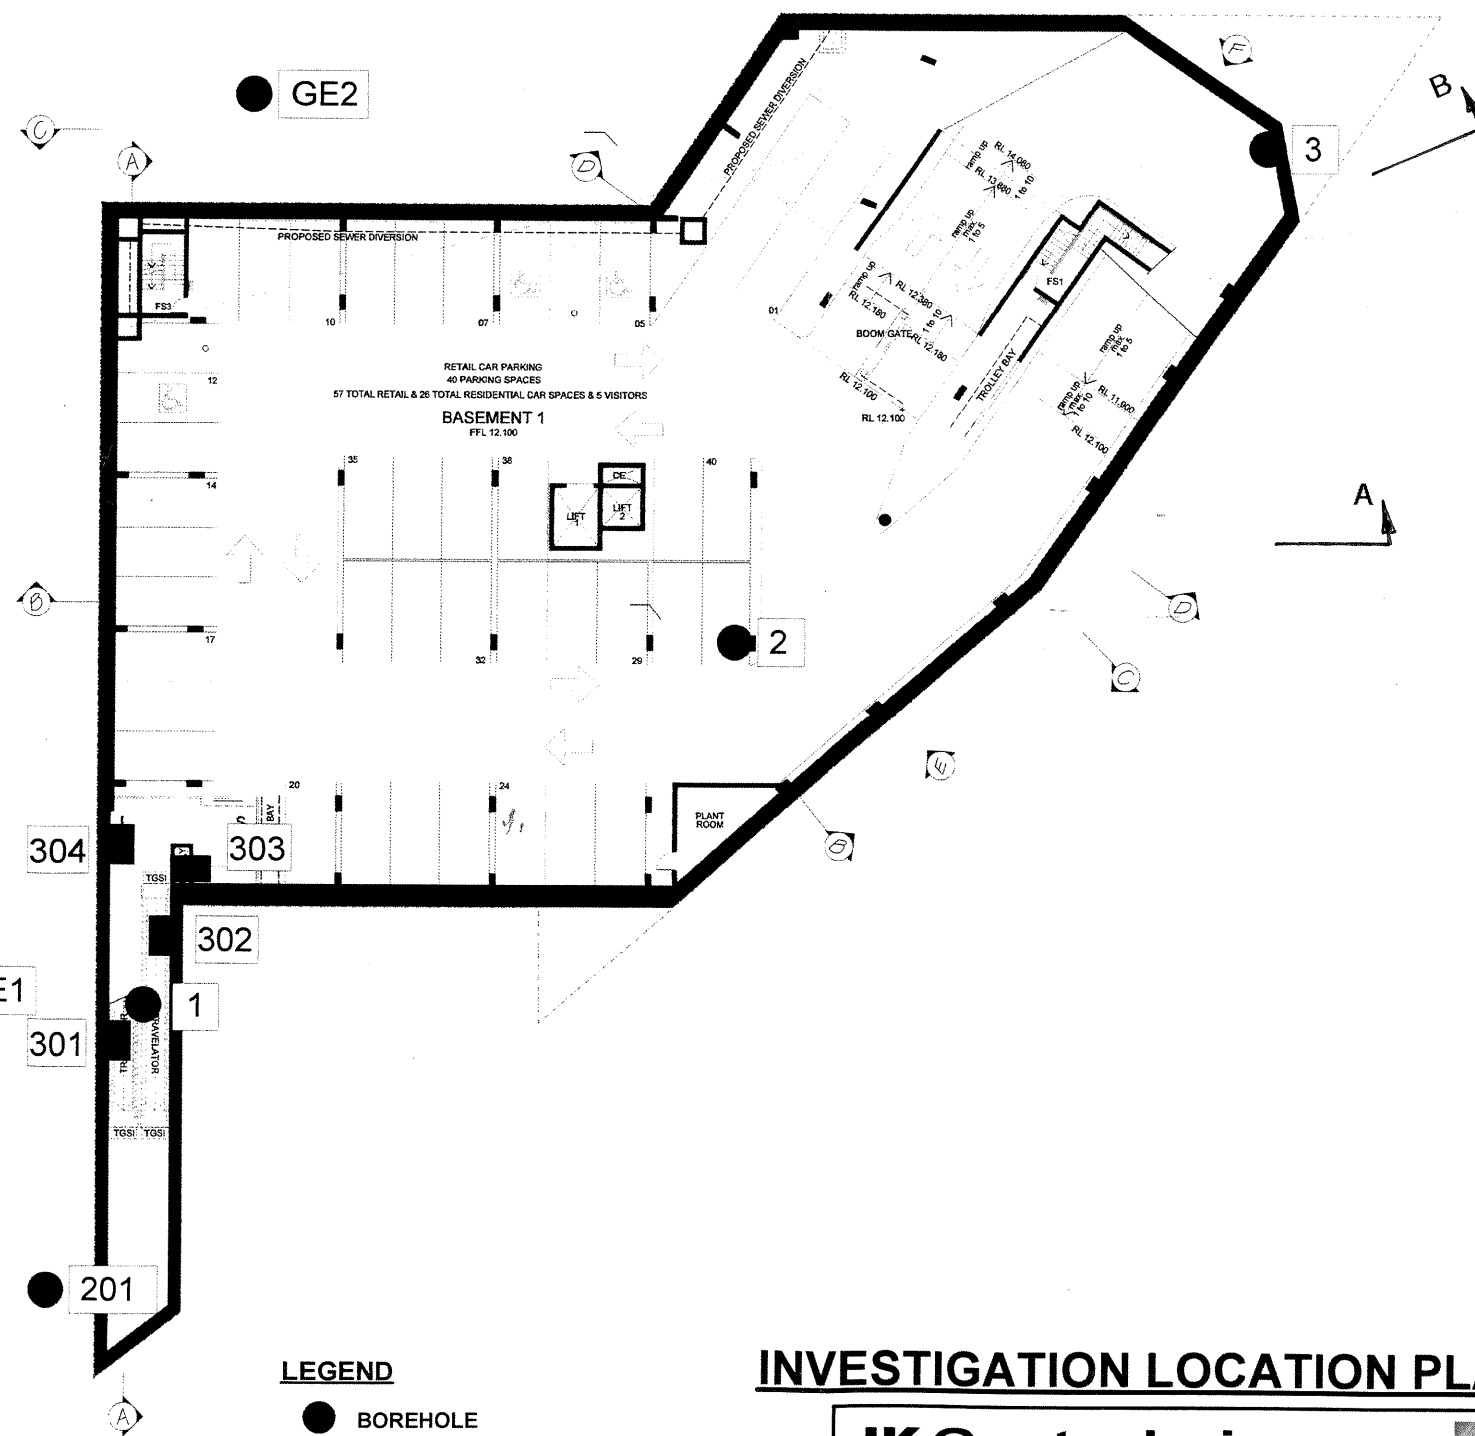 GE2
F
B
C
A
D
3
PROPOSED SEWER DIVERSION
ramp up
RL 14.080
RL 13.680
1 to 10
ramp up
max
1 to 5
PROPOSED SEWER DIVERSION
FS3
FS1
10
07
05
01
ramp up
RL 12.380
RL 12.180
1 to 10
BOOM GATE
RL 12.180
ramp up
max
1 to 5
TROLLEY BAY
RETAIL CAR PARKING
40 PARKING SPACES
57 TOTAL RETAIL & 26 TOTAL RESIDENTIAL CAR SPACES & 5 VISITORS
BASEMENT 1
FFL 12.100
12
RL 12.100
RL 12.100
ramp up
max
1 to 10
RL 11.900
RL 12.100
35
38
40
CE
LIFT
1
LIFT
2
14
A
B
D
17
32
29
2
C
E
20
24
BAY
PLANT
ROOM
B
304
303
TGSI
302
E1
1
301
TRAVELATOR
TGSI
TGSI
201
A
LEGEND
BOREHOLE
INVESTIGATION LOCATION PLA